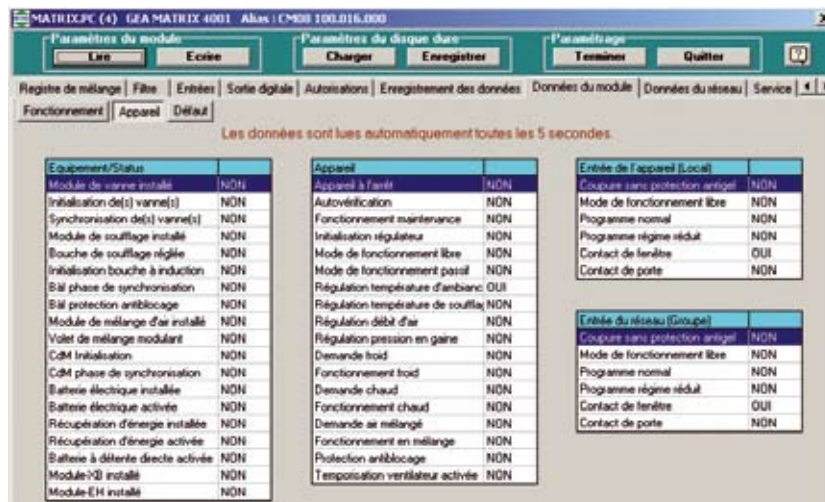 MATRIX.PC (4) GEA MATRIX 4001 Alias : CM08 100.016.000
Paramètres du module
Lire
Ecrire
Paramètres du disque dure
Charger
Enregistrer
Paramétrage
Terminer
Quitter
Registre de mélange
Filtre
Entrées
Sortie digitale
Autorisations
Enregistrement des données
Données du module
Données du réseau
Service
Fonctionnement
Appareil
Défaut
Les données sont lues automatiquement toutes les 5 secondes.
Equipement/Status
Module de vanne installé NON
Initialisation de(s) vanne(s) NON
Synchronisation de(s) vanne(s) NON
Module de soufflage installé NON
Bouche de soufflage réglée NON
Initialisation bouche à induction NON
Bàl phase de synchronisation NON
Bàl protection antiblocage NON
Module de mélange d'air installé NON
Volet de mélange modulant NON
CdM Initialisation NON
CdM phase de synchronisation NON
Batterie électrique installée NON
Batterie électrique activée NON
Récupération d'énergie installée NON
Récupération d'énergie activée NON
Batterie à détente directe activée NON
Module-XB installé NON
Module-EH installé NON
Appareil
Appareil à l'arrêt NON
Autovérification NON
Fonctionnement maintenance NON
Initialisation régulateur NON
Mode de fonctionnement libre NON
Mode de fonctionnement passif NON
Régulation température d'ambianc OUI
Régulation température de soufflag NON
Régulation débit d'air NON
Régulation pression en gaine NON
Demande froid NON
Fonctionnement froid NON
Demande chaud NON
Fonctionnement chaud NON
Demande air mélangé NON
Fonctionnement en mélange NON
Protection antiblocage NON
Temporisation ventilateur activée NON
Entrée de l'appareil (Local)
Coupure sans protection antigel NON
Mode de fonctionnement libre NON
Programme normal NON
Programme régime réduit NON
Contact de fenêtre OUI
Contact de porte NON
Entrée du réseau (Groupe)
Coupure sans protection antigel NON
Mode de fonctionnement libre NON
Programme normal NON
Programme régime réduit NON
Contact de fenêtre OUI
Contact de porte NON